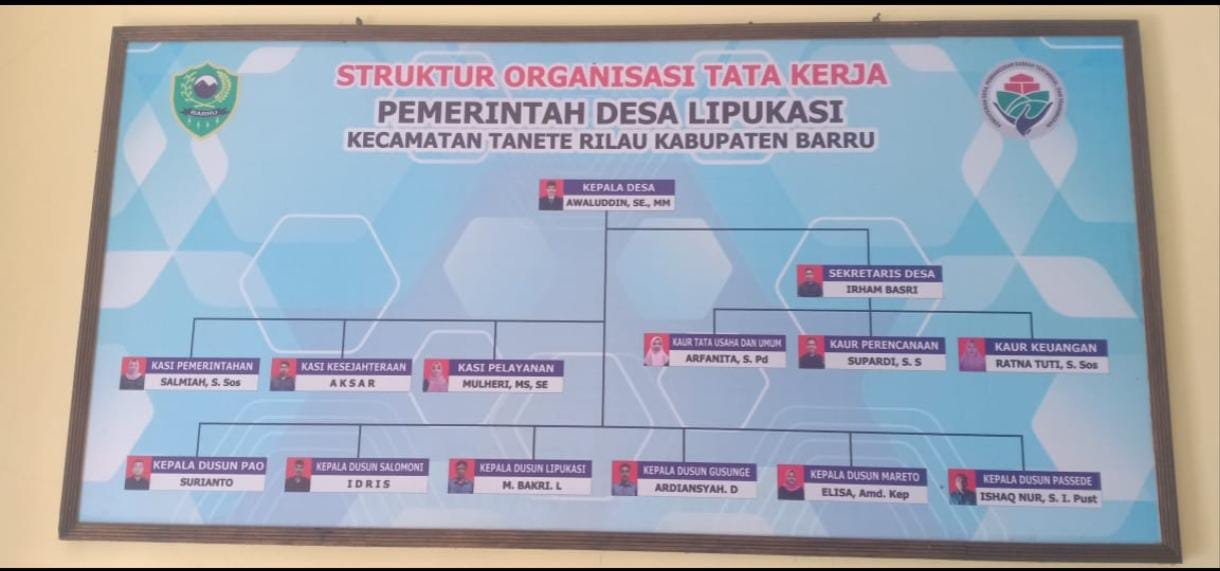 STRUKTUR ORGANISASI TATA KERJA
PEMERINTAH DESA LIPUKASI
KECAMATAN TANETE RILAU KABUPATEN BARRU
BARRU
KEPALA DESA
AWALUDDIN, SE., MM
SEKRETARIS DESA
IRHAM BASRI
KASI PEMERINTAHAN
SALMIAH, S. Sos
KASI KESEJAHTERAAN
A K S A R
KASI PELAYANAN
MULHERI, MS, SE
KAUR TATA USAHA DAN UMUM
ARFANITA, S. Pd
KAUR PERENCANAAN
SUPARDI, S. S
KAUR KEUANGAN
RATNA TUTI, S. Sos
KEPALA DUSUN PAO
SURIANTO
KEPALA DUSUN SALOMONI
I D R I S
KEPALA DUSUN LIPUKASI
M. BAKRI. L
KEPALA DUSUN GUSUNGE
ARDIANSYAH. D
KEPALA DUSUN MARETO
ELISA, Amd. Kep
KEPALA DUSUN PASSEDE
ISHAQ NUR, S. I. Pust